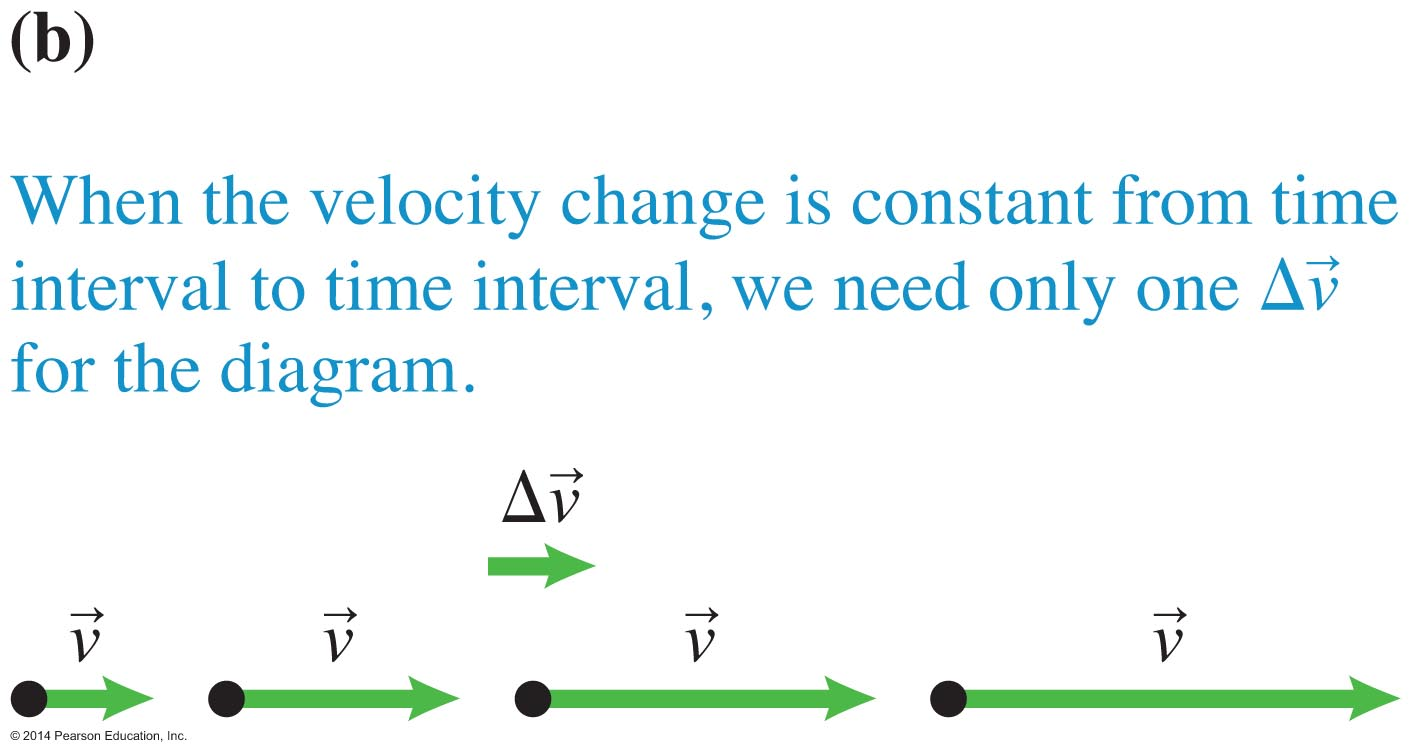 (b)
When the velocity change is constant from time
interval to time interval, we need only one Δv⃗
for the diagram.
Δv⃗
v⃗ v⃗ v⃗ v⃗
© 2014 Pearson Education, Inc.